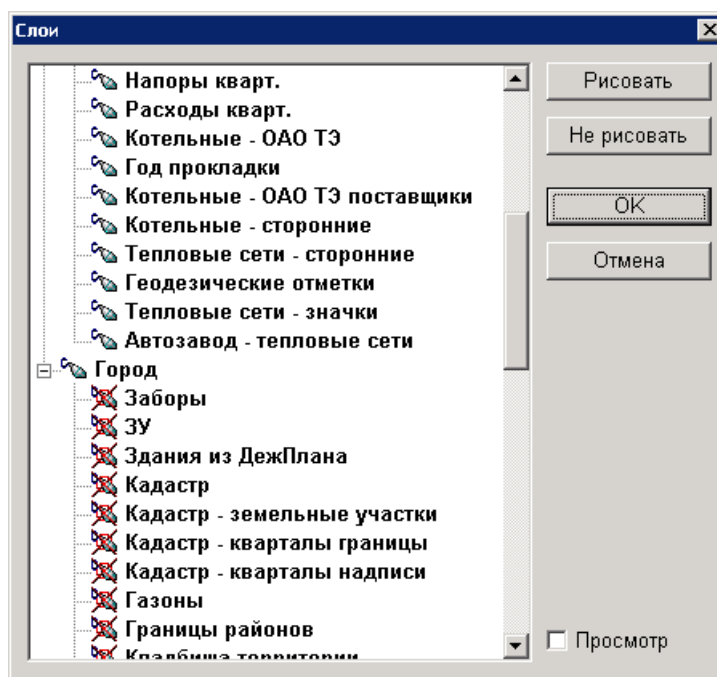 Слои
Напоры кварт.
Расходы кварт.
Котельные - ОАО ТЭ
Год прокладки
Котельные - ОАО ТЭ поставщики
Котельные - сторонние
Тепловые сети - сторонние
Геодезические отметки
Тепловые сети - значки
Автозавод - тепловые сети
Город
Заборы
ЗУ
Здания из ДежПлана
Кадастр
Кадастр - земельные участки
Кадастр - кварталы границы
Кадастр - кварталы надписи
Газоны
Границы районов
Кладбища территории
Рисовать
Не рисовать
OK
Отмена
Просмотр